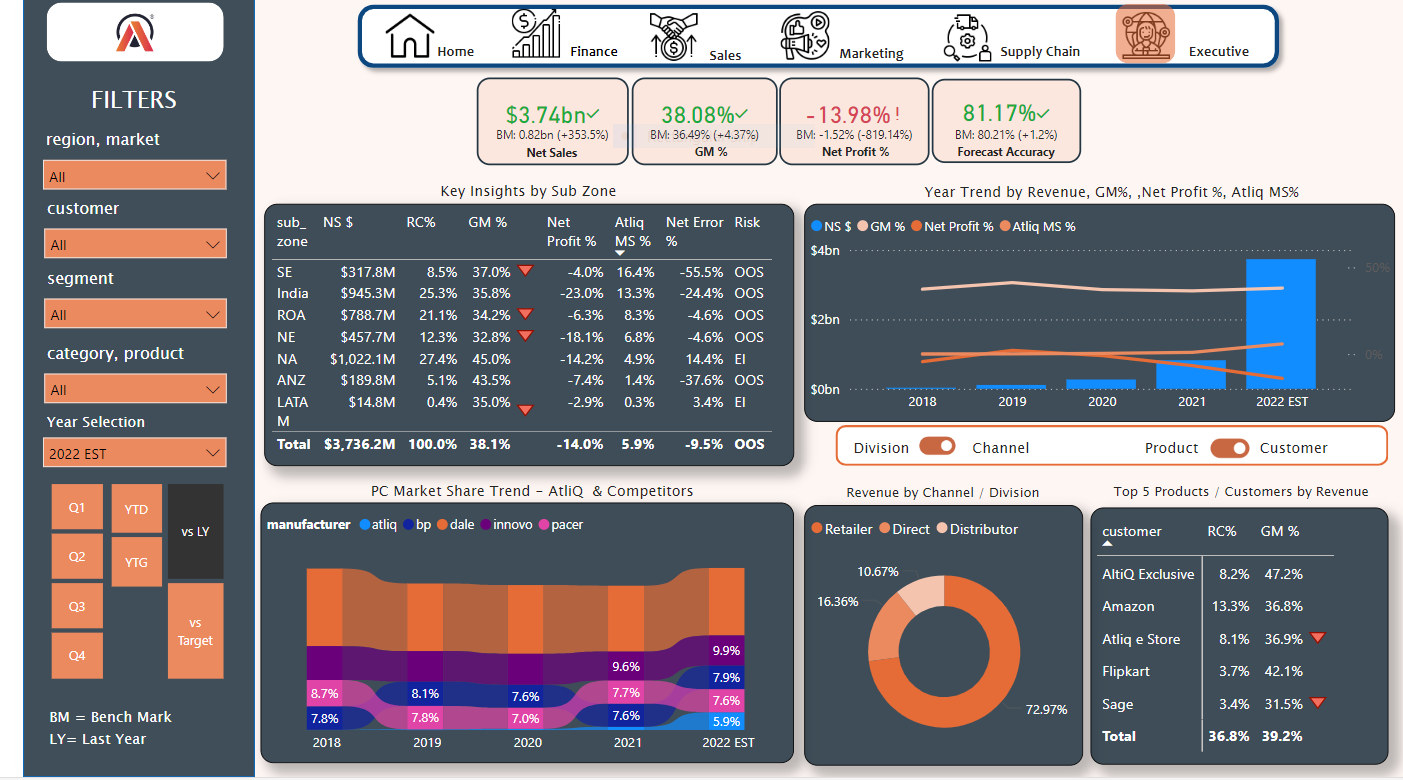 Home
Finance
Sales
Marketing
Supply Chain
Executive
FILTERS
region, market
All
customer
All
segment
All
category, product
All
Year Selection
2022 EST
Q1
Q2
Q3
Q4
YTD
YTG
vs LY
vs
Target
BM = Bench Mark
LY= Last Year
$3.74bn
BM: 0.82bn (+353.5%)
Net Sales
38.08%
BM: 36.49% (+4.37%)
GM %
-13.98% !
BM: -1.52% (-819.14%)
Net Profit %
81.17%
BM: 80.21% (+1.2%)
Forecast Accuracy
Key Insights by Sub Zone
sub_ NS $ RC% GM % Net Atliq Net Error Risk
zone Profit % MS % %
SE $317.8M 8.5% 37.0% -4.0% 16.4% -55.5% OOS
India $945.3M 25.3% 35.8% -23.0% 13.3% -24.4% OOS
ROA $788.7M 21.1% 34.2% -6.3% 8.3% -4.6% OOS
NE $457.7M 12.3% 32.8% -18.1% 6.8% -4.6% OOS
NA $1,022.1M 27.4% 45.0% -14.2% 4.9% 14.4% EI
ANZ $189.8M 5.1% 43.5% -7.4% 1.4% -37.6% OOS
LATA $14.8M 0.4% 35.0% -2.9% 0.3% 3.4% EI
M
Total $3,736.2M 100.0% 38.1% -14.0% 5.9% -9.5% OOS
Year Trend by Revenue, GM%, ,Net Profit %, Atliq MS%
NS $ GM % Net Profit % Atliq MS %
$4bn
50%
$2bn
0%
$0bn
2018 2019 2020 2021 2022 EST
Division Channel
Product Customer
PC Market Share Trend - AtliQ & Competitors
manufacturer atliq bp dale innovo pacer
9.9%
9.6%
8.7% 8.1% 7.6% 7.7% 7.9%
7.6%
7.8% 7.8% 7.0% 7.6% 5.9%
2018 2019 2020 2021 2022 EST
Revenue by Channel / Division
Retailer Direct Distributor
10.67%
16.36%
72.97%
Top 5 Products / Customers by Revenue
customer RC% GM %
AltiQ Exclusive 8.2% 47.2%
Amazon 13.3% 36.8%
Atliq e Store 8.1% 36.9%
Flipkart 3.7% 42.1%
Sage 3.4% 31.5%
Total 36.8% 39.2%